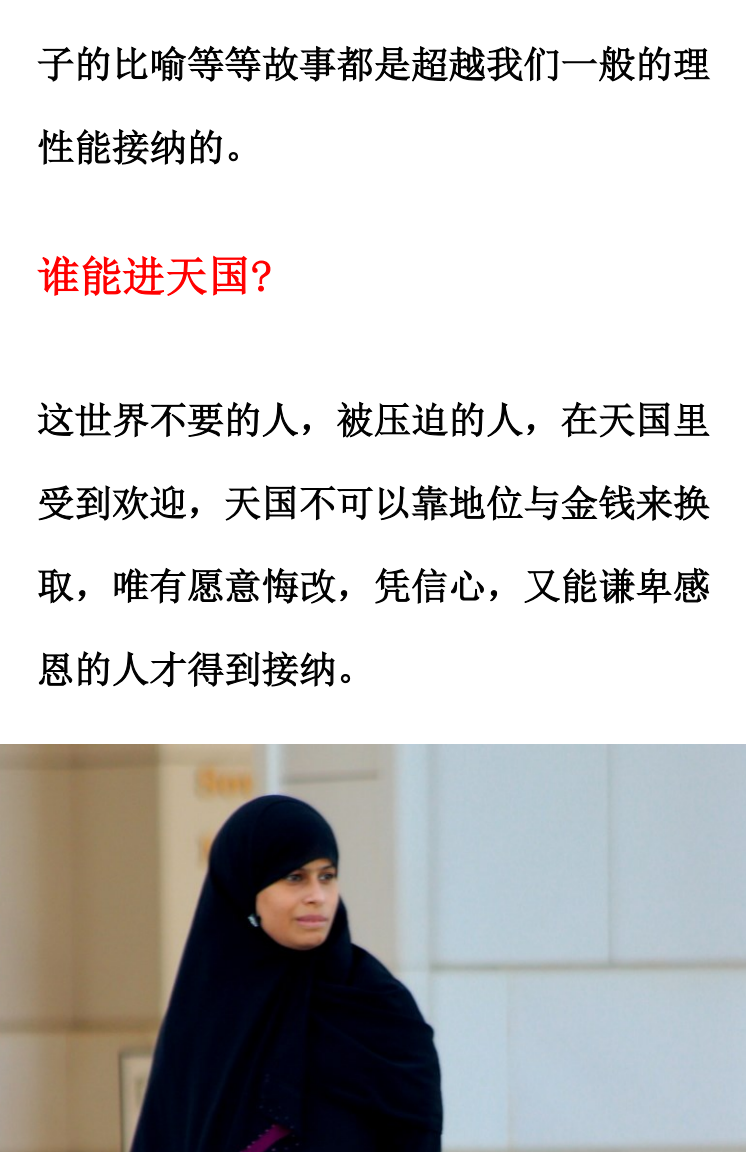 子的比喻等等故事都是超越我们一般的理
性能接纳的。
谁能进天国?
这世界不要的人，被压迫的人，在天国里
受到欢迎，天国不可以靠地位与金钱来换
取，唯有愿意悔改，凭信心，又能谦卑感
恩的人才得到接纳。